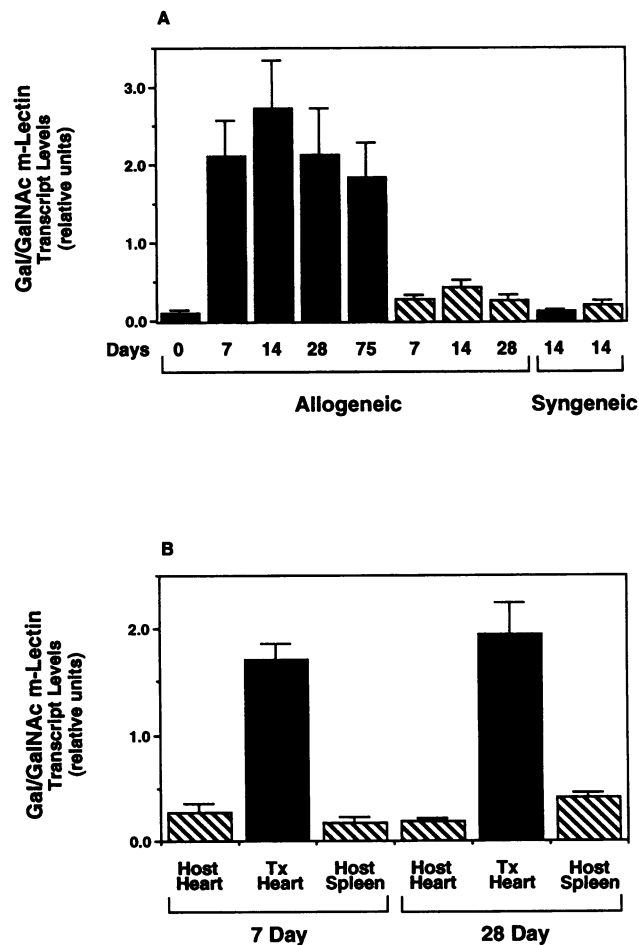 A
Gal/GalNAc m-Lectin
Transcript Levels
(relative units)
3.0
2.0
1.0
0.0
Days 0 7 14 28 75 7 14 28 14 14
Allogeneic Syngeneic
B
Gal/GalNAc m-Lectin
Transcript Levels
(relative units)
2.0
1.0
0.0
Host Tx Host Host Tx Host
Heart Heart Spleen Heart Heart Spleen
7 Day 28 Day